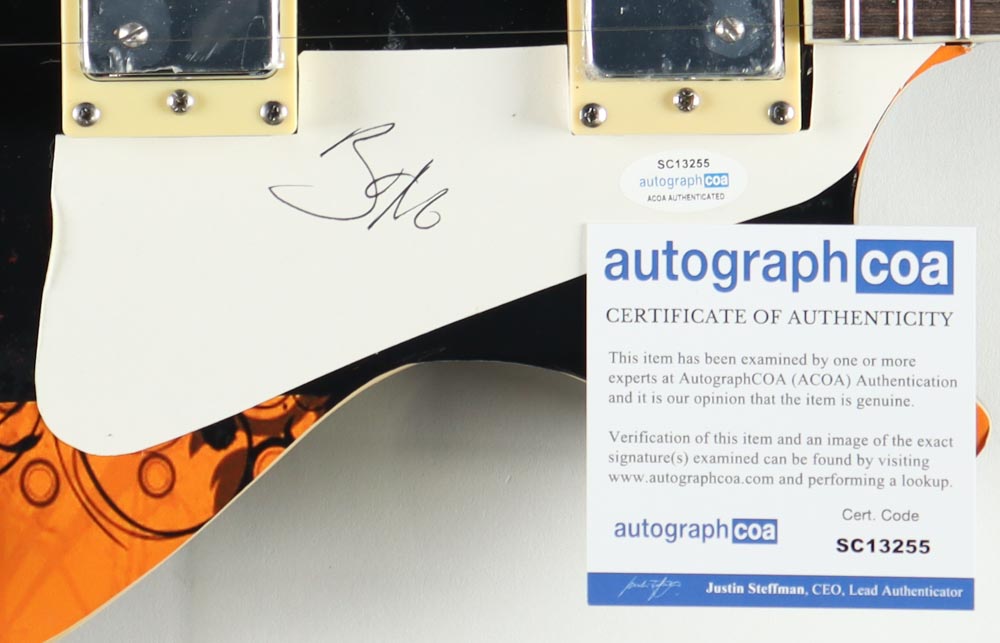 SC13255
autographcoa
ACOA AUTHENTICATED
autographcoa
CERTIFICATE OF AUTHENTICITY
This item has been examined by one or more
experts at AutographCOA (ACOA) Authentication
and it is our opinion that the item is genuine.
Verification of this item and an image of the exact
signature(s) examined can be found by visiting
www.autographcoa.com and performing a lookup.
autographcoa
Cert. Code
SC13255
Justin Steffman, CEO, Lead Authenticator